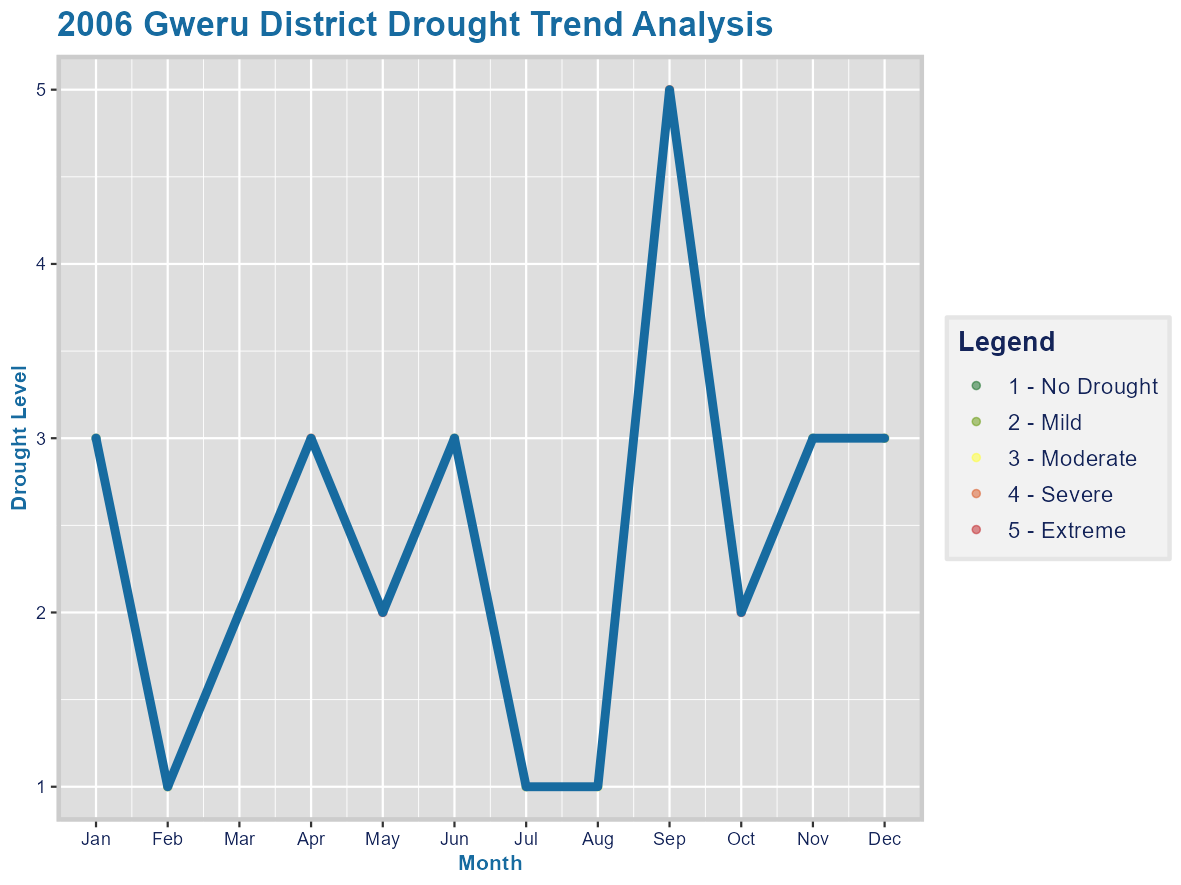 2006 Gweru District Drought Trend Analysis
Drought Level
5
4
3
2
1
Jan Feb Mar Apr May Jun Jul Aug Sep Oct Nov Dec
Month
Legend
1 - No Drought
2 - Mild
3 - Moderate
4 - Severe
5 - Extreme